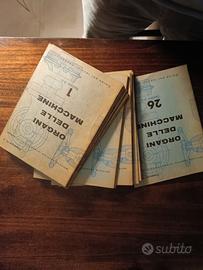 1
ORGANI
DELLE
MACCHINE
26
ORGANI
DELLE
MACCHINE
subito